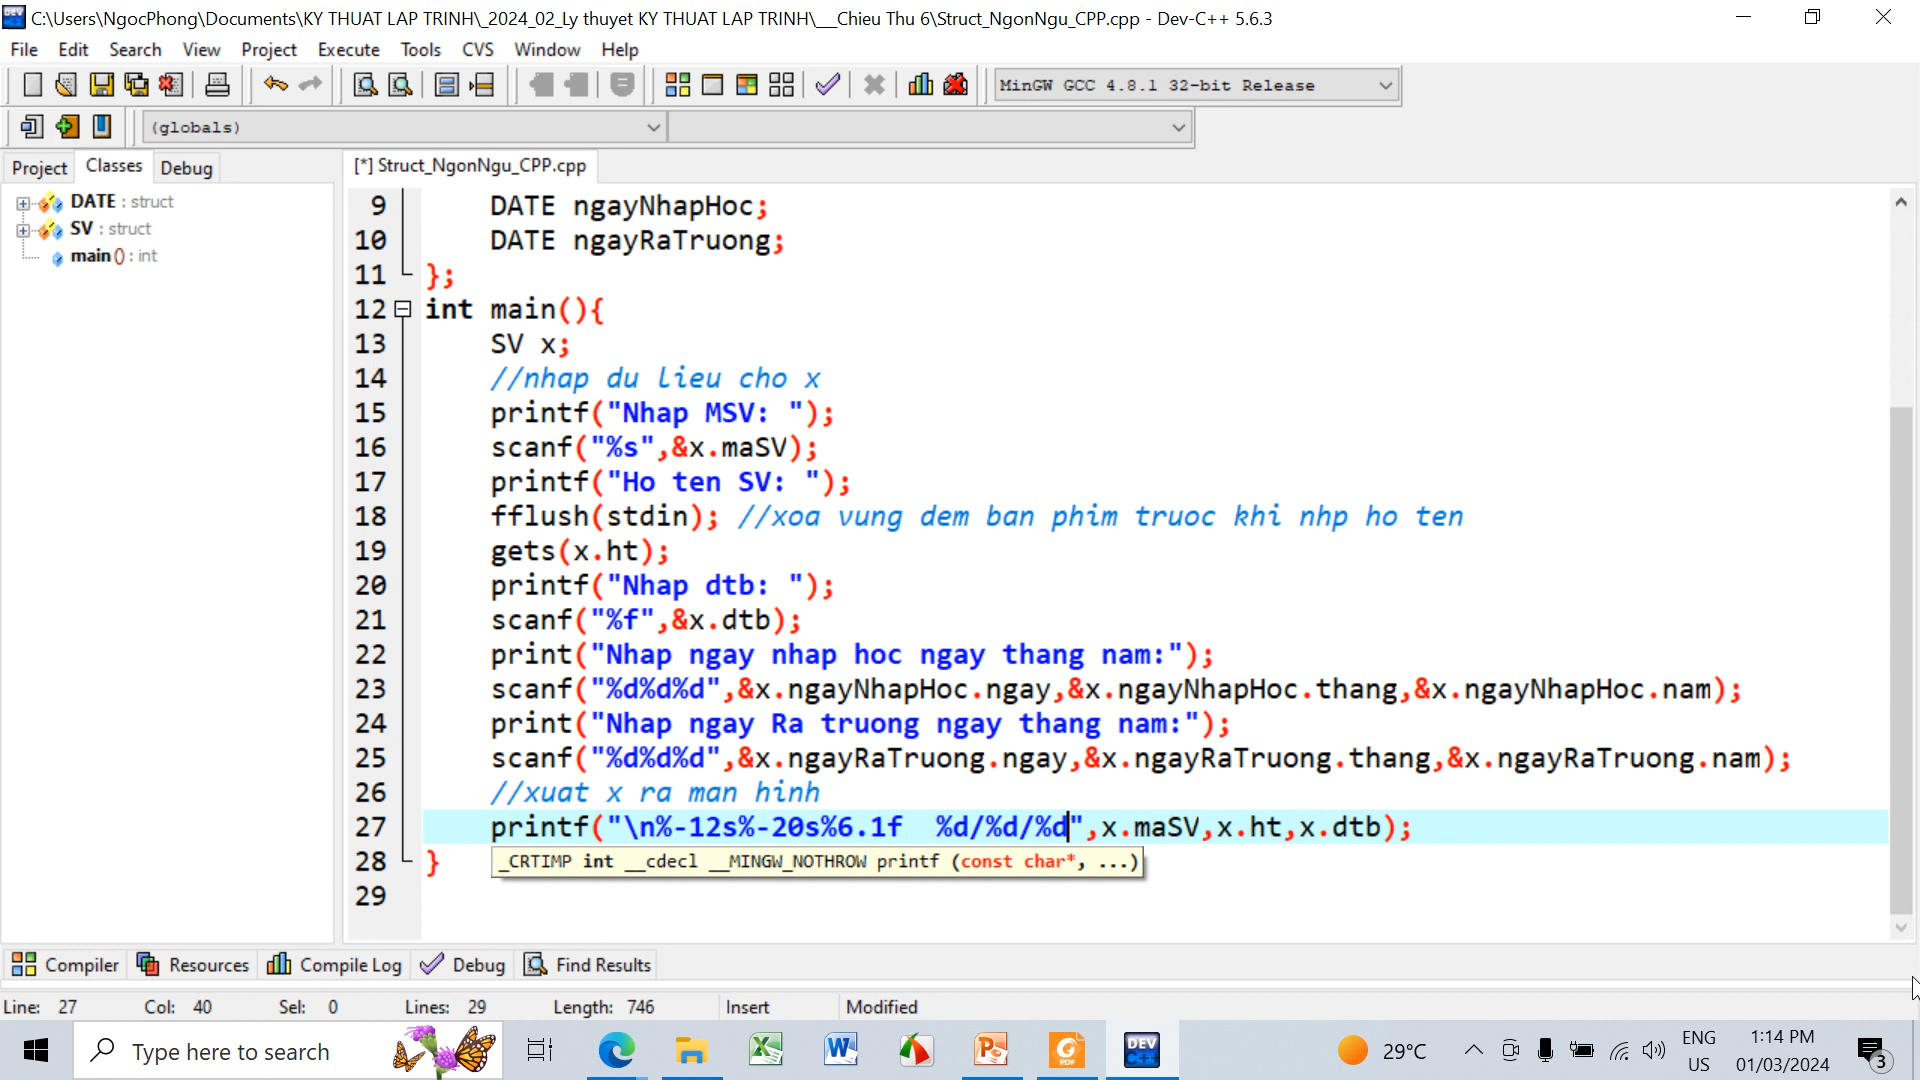 C:\Users\NgocPhong\Documents\KY THUAT LAP TRINH\_2024_02_Ly thuyet KY THUAT LAP TRINH\__Chieu Thu 6\Struct_NgonNgu_CPP.cpp - Dev-C++ 5.6.3
File Edit Search View Project Execute Tools CVS Window Help
MinGW GCC 4.8.1 32-bit Release
(globals)
Project Classes Debug
[*] Struct_NgonNgu_CPP.cpp
DATE : struct
SV : struct
main () : int
9 DATE ngayNhapHoc;
10 DATE ngayRaTruong;
11 };
12 int main(){
13 SV x;
14 //nhap du lieu cho x
15 printf("Nhap MSV: ");
16 scanf("%s",&x.maSV);
17 printf("Ho ten SV: ");
18 fflush(stdin); //xoa vung dem ban phim truoc khi nhp ho ten
19 gets(x.ht);
20 printf("Nhap dtb: ");
21 scanf("%f",&x.dtb);
22 print("Nhap ngay nhap hoc ngay thang nam:");
23 scanf("%d%d%d",&x.ngayNhapHoc.ngay,&x.ngayNhapHoc.thang,&x.ngayNhapHoc.nam);
24 print("Nhap ngay Ra truong ngay thang nam:");
25 scanf("%d%d%d",&x.ngayRaTruong.ngay,&x.ngayRaTruong.thang,&x.ngayRaTruong.nam);
26 //xuat x ra man hinh
27 printf("\n%-12s%-20s%6.1f  %d/%d/%d",x.maSV,x.ht,x.dtb);
28 }
_CRTIMP int __cdecl __MINGW_NOTHROW printf (const char*, ...)
29
Compiler Resources Compile Log Debug Find Results
Line: 27 Col: 40 Sel: 0 Lines: 29 Length: 746 Insert Modified
Type here to search
DEV C++
29°C
ENG
US
1:14 PM
01/03/2024
3